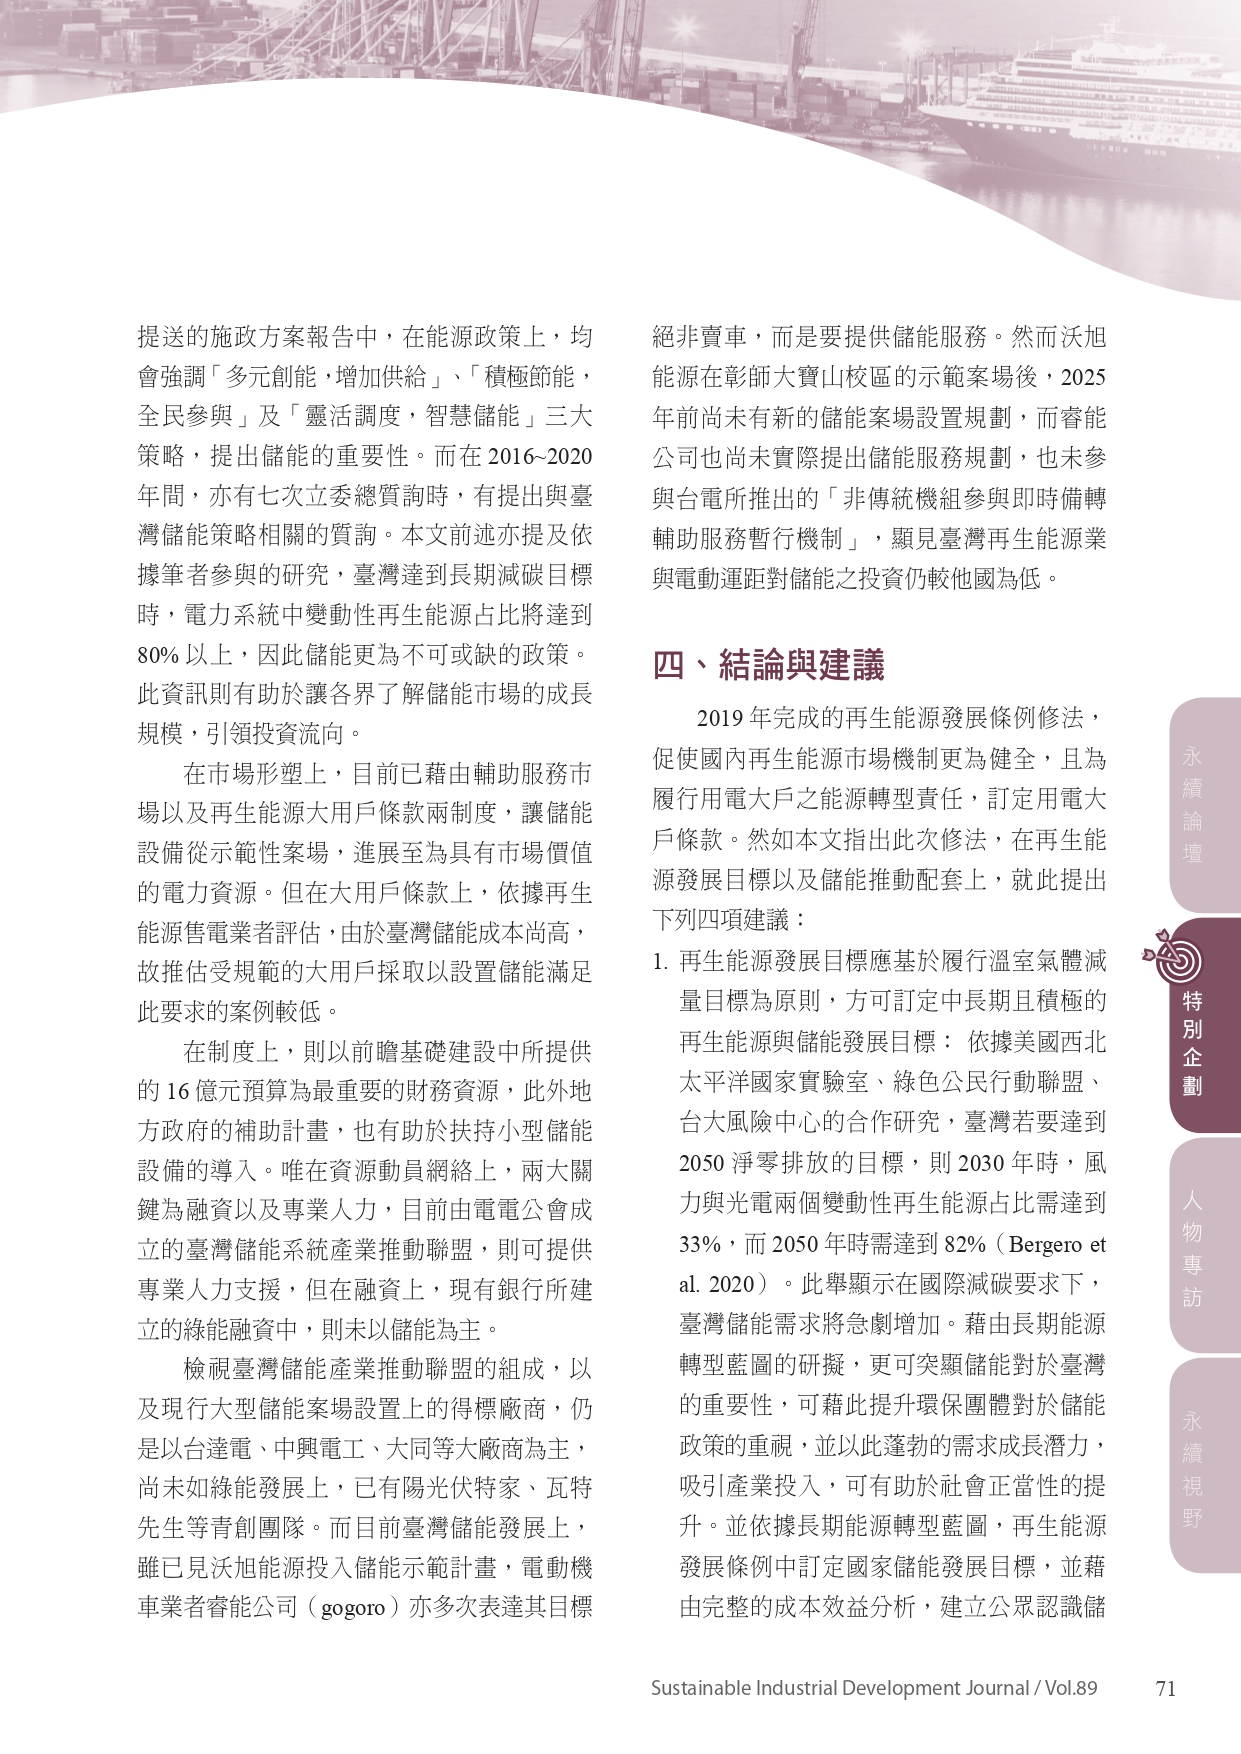 提送的施政方案報告中，在能源政策上，均
會強調「多元創能，增加供給」、「積極節能，
全民參與」及「靈活調度，智慧儲能」三大
策略，提出儲能的重要性。而在 2016~2020
年間，亦有七次立委總質詢時，有提出與臺
灣儲能策略相關的質詢。本文前述亦提及依
據筆者參與的研究，臺灣達到長期減碳目標
時，電力系統中變動性再生能源占比將達到
80% 以上，因此儲能更為不可或缺的政策。
此資訊則有助於讓各界了解儲能市場的成長
規模，引領投資流向。
在市場形塑上，目前已藉由輔助服務市
場以及再生能源大用戶條款兩制度，讓儲能
設備從示範性案場，進展至為具有市場價值
的電力資源。但在大用戶條款上，依據再生
能源售電業者評估，由於臺灣儲能成本尚高，
故推估受規範的大用戶採取以設置儲能滿足
此要求的案例較低。
在制度上，則以前瞻基礎建設中所提供
的 16 億元預算為最重要的財務資源，此外地
方政府的補助計畫，也有助於扶持小型儲能
設備的導入。唯在資源動員網絡上，兩大關
鍵為融資以及專業人力，目前由電電公會成
立的臺灣儲能系統產業推動聯盟，則可提供
專業人力支援，但在融資上，現有銀行所建
立的綠能融資中，則未以儲能為主。
檢視臺灣儲能產業推動聯盟的組成，以
及現行大型儲能案場設置上的得標廠商，仍
是以台達電、中興電工、大同等大廠商為主，
尚未如綠能發展上，已有陽光伏特家、瓦特
先生等青創團隊。而目前臺灣儲能發展上，
雖已見沃旭能源投入儲能示範計畫，電動機
車業者睿能公司（gogoro）亦多次表達其目標
絕非賣車，而是要提供儲能服務。然而沃旭
能源在彰師大寶山校區的示範案場後，2025
年前尚未有新的儲能案場設置規劃，而睿能
公司也尚未實際提出儲能服務規劃，也未參
與台電所推出的「非傳統機組參與即時備轉
輔助服務暫行機制」，顯見臺灣再生能源業
與電動運距對儲能之投資仍較他國為低。
四、結論與建議
2019 年完成的再生能源發展條例修法，
促使國內再生能源市場機制更為健全，且為
履行用電大戶之能源轉型責任，訂定用電大
戶條款。然如本文指出此次修法，在再生能
源發展目標以及儲能推動配套上，就此提出
下列四項建議：
1. 再生能源發展目標應基於履行溫室氣體減
量目標為原則，方可訂定中長期且積極的
再生能源與儲能發展目標： 依據美國西北
太平洋國家實驗室、綠色公民行動聯盟、
台大風險中心的合作研究，臺灣若要達到
2050 淨零排放的目標，則 2030 年時，風
力與光電兩個變動性再生能源占比需達到
33%，而 2050 年時需達到 82%（Bergero et
al. 2020）。此舉顯示在國際減碳要求下，
臺灣儲能需求將急劇增加。藉由長期能源
轉型藍圖的研擬，更可突顯儲能對於臺灣
的重要性，可藉此提升環保團體對於儲能
政策的重視，並以此蓬勃的需求成長潛力，
吸引產業投入，可有助於社會正當性的提
升。並依據長期能源轉型藍圖，再生能源
發展條例中訂定國家儲能發展目標，並藉
由完整的成本效益分析，建立公眾認識儲
永續論壇
特別企劃
人物專訪
永續視野
Sustainable Industrial Development Journal / Vol.89
71